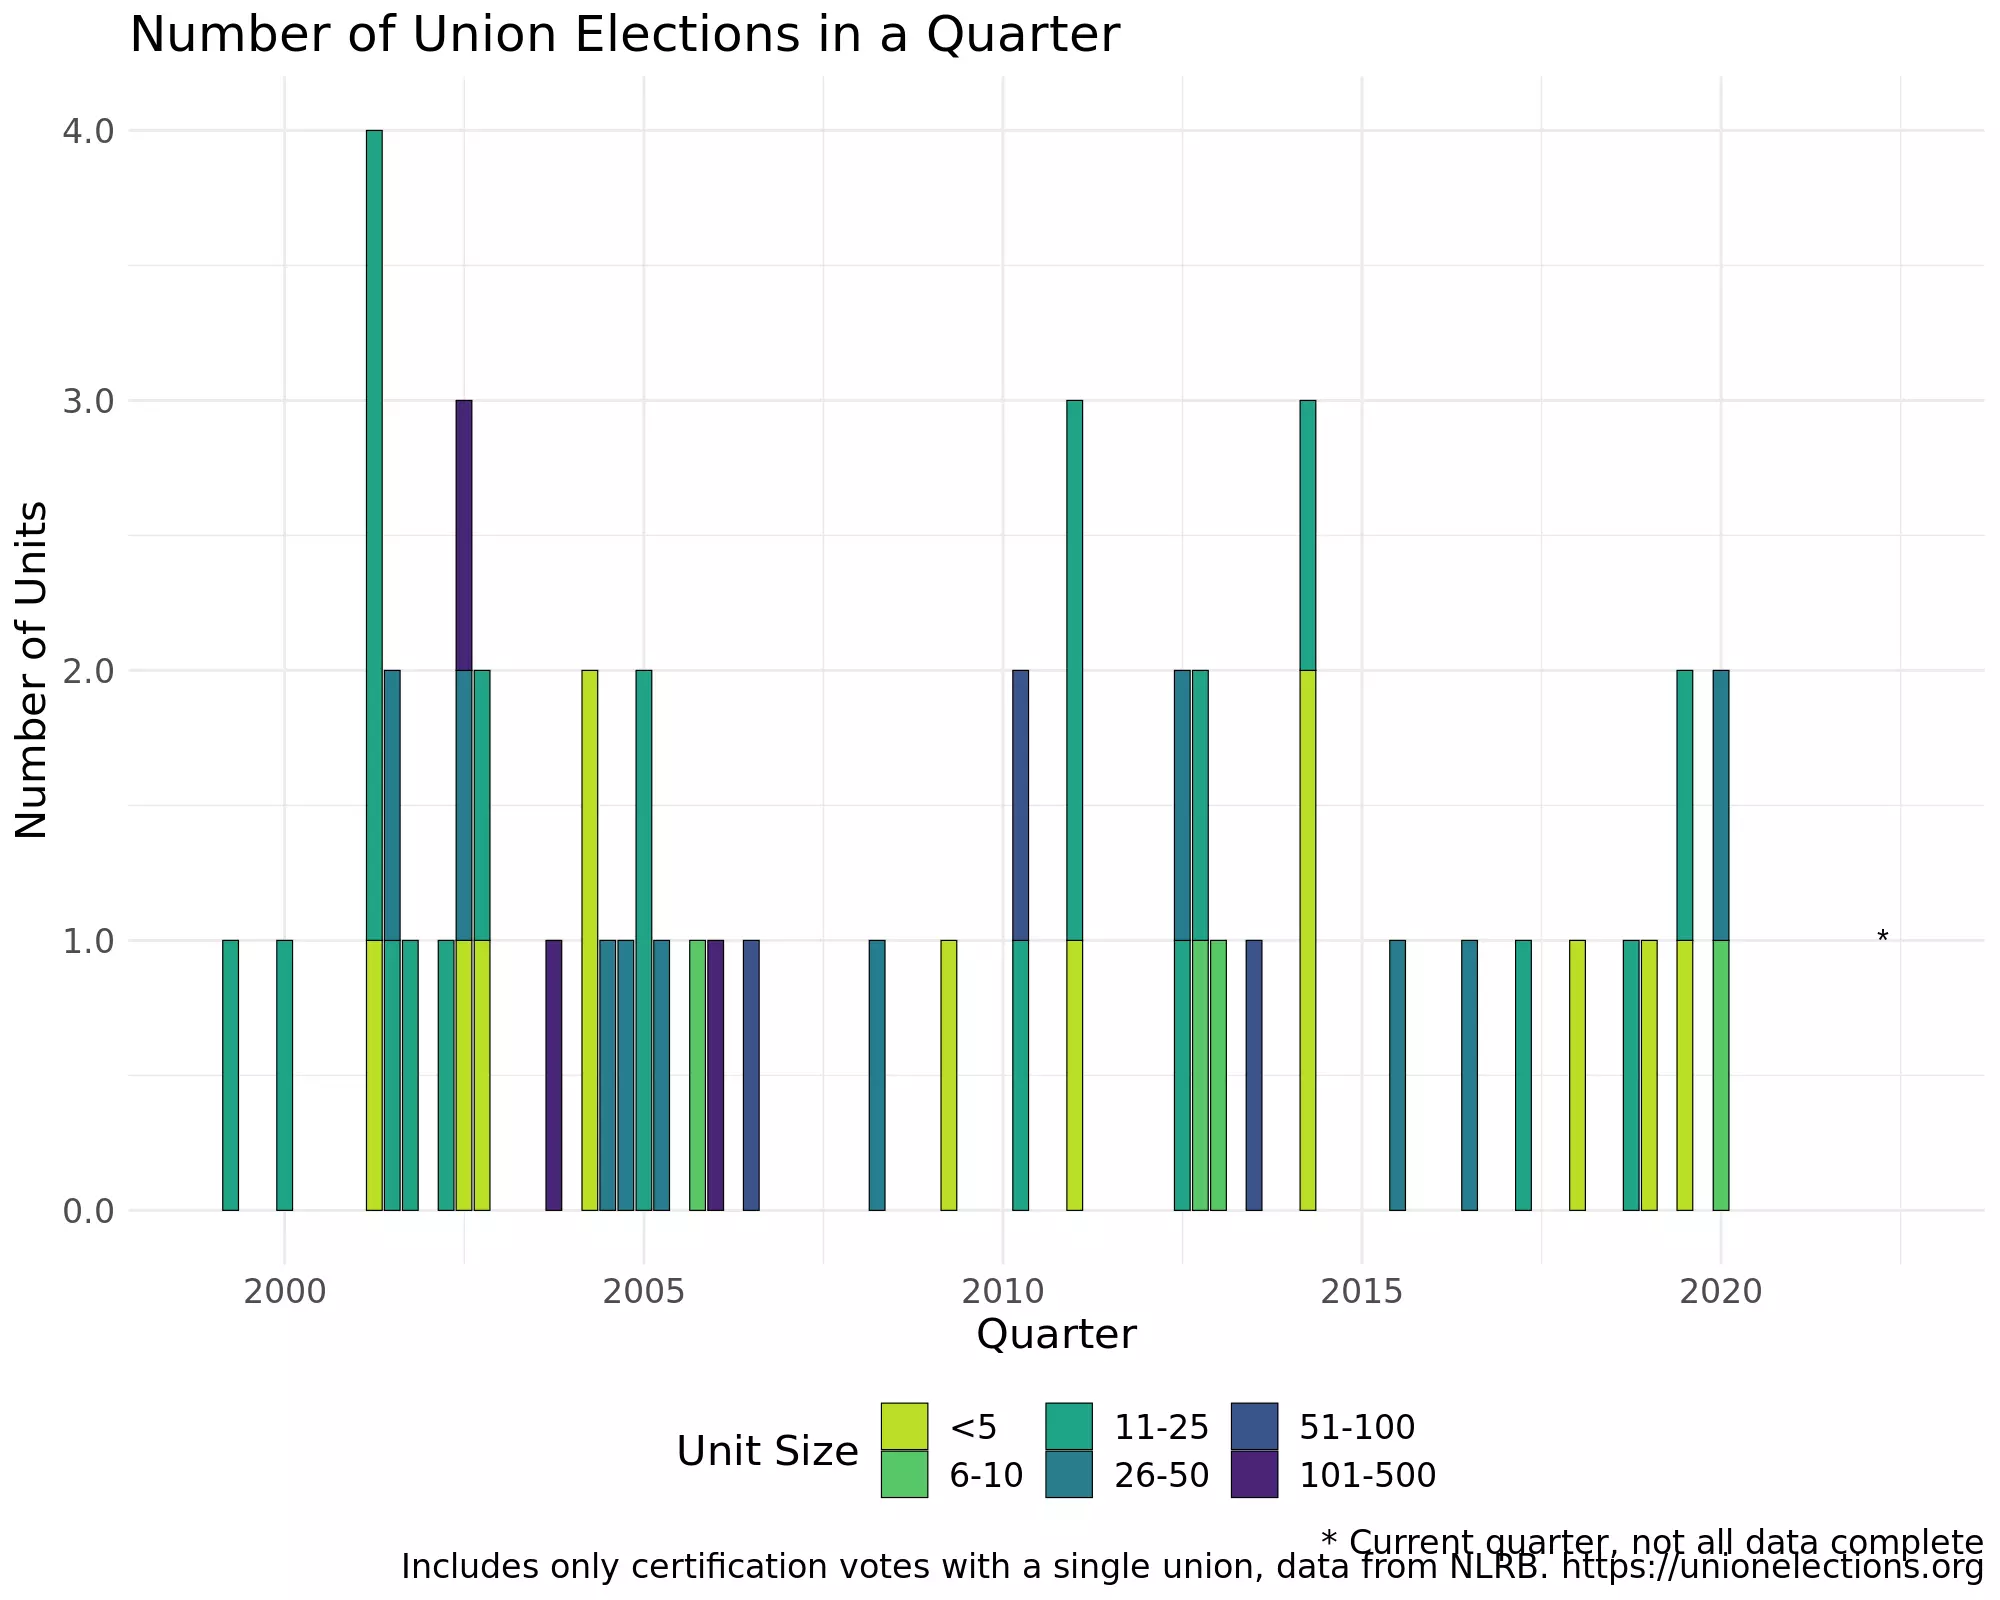 Number of Union Elections in a Quarter
Number of Units
4.0
3.0
2.0
1.0
0.0
*
2000 2005 2010 2015 2020
Quarter
Unit Size
<5 11-25 51-100
6-10 26-50 101-500
* Current quarter, not all data complete
Includes only certification votes with a single union, data from NLRB. https://unionelections.org